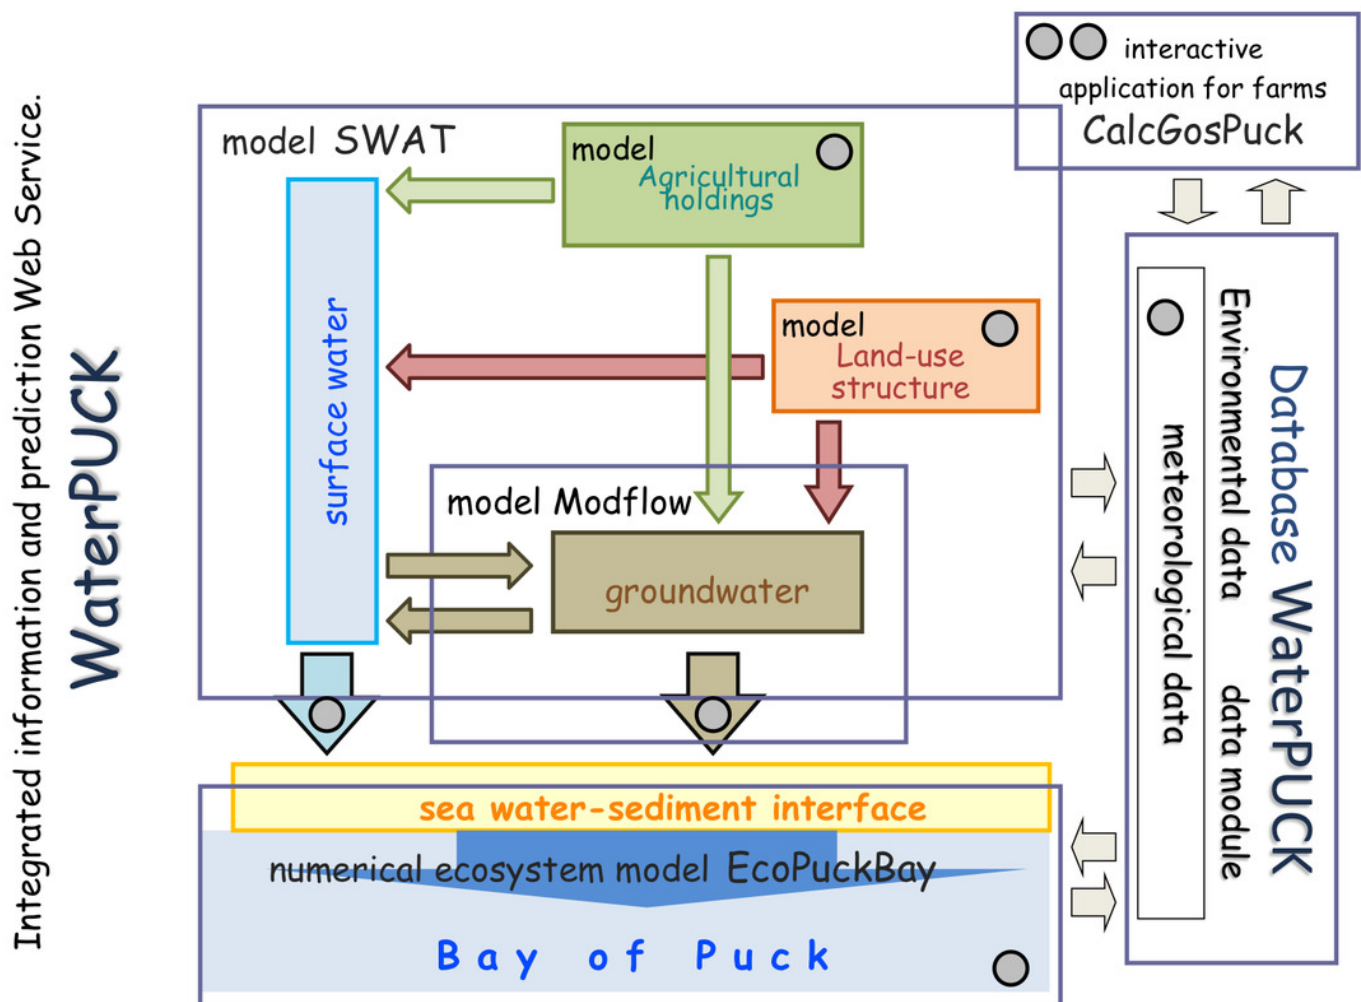 Integrated information and prediction Web Service.
WaterPUCK
interactive
application for farms
CalcGosPuck
model SWAT
model
Agricultural
holdings
model
Land-use
structure
surface water
model Modflow
groundwater
sea water-sediment interface
numerical ecosystem model EcoPuckBay
Bay of Puck
meteorological data
Environmental data data module
Database WaterPUCK